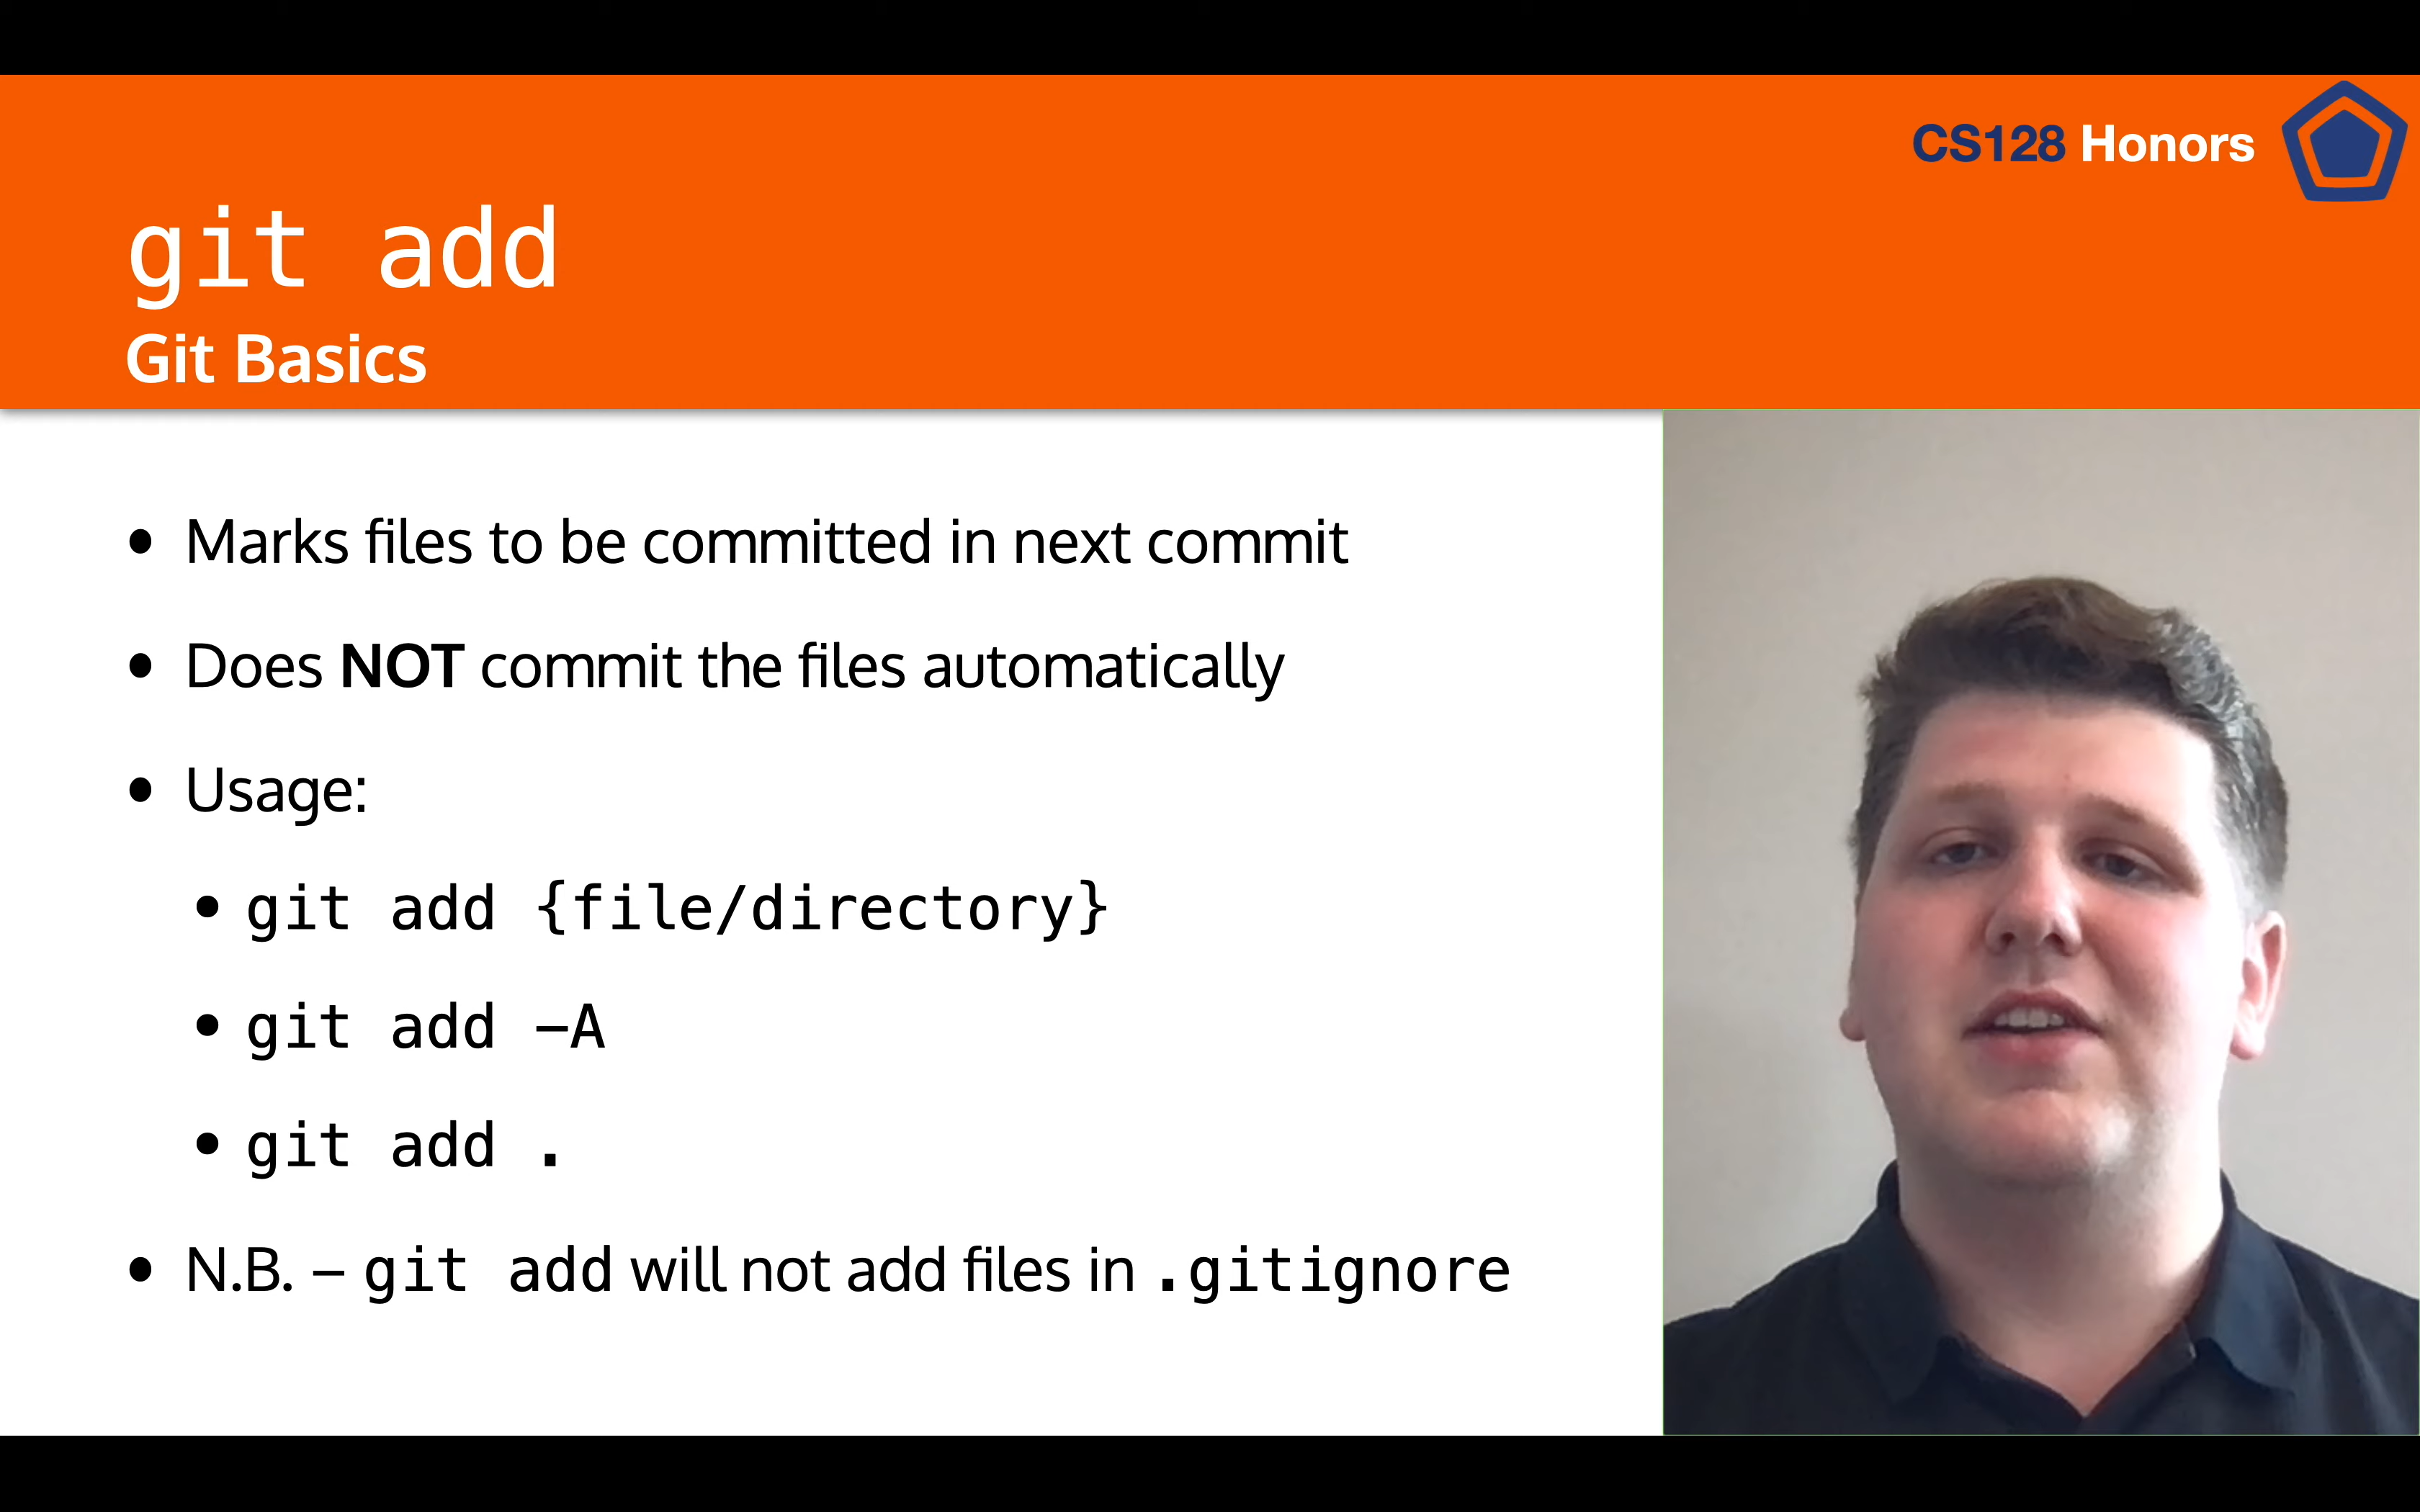 CS128 Honors
git add
Git Basics
• Marks files to be committed in next commit
• Does NOT commit the files automatically
• Usage:
• git add {file/directory}
• git add –A
• git add .
• N.B. – git add will not add files in .gitignore